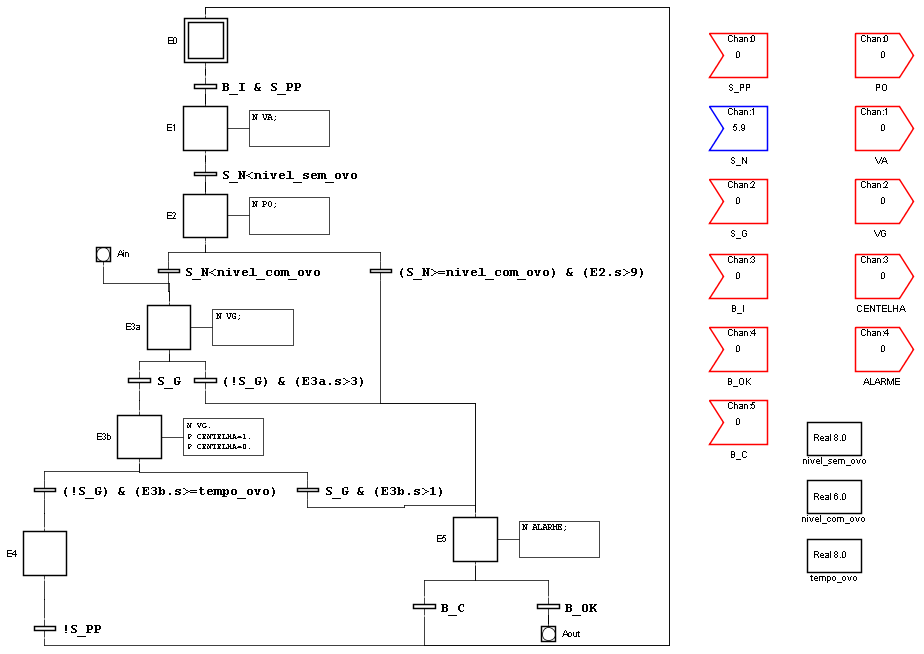 E0
B_I & S_PP
E1
N VA;
S_N<nivel_sem_ovo
E2
N PO;
Ain
S_N<nivel_com_ovo
(S_N>=nivel_com_ovo) & (E2.s>9)
E3a
N VG;
S_G
(!S_G) & (E3a.s>3)
E3b
N VG.
P CENTELHA=1.
P CENTELHA=0.
(!S_G) & (E3b.s>=tempo_ovo)
S_G & (E3b.s>1)
E4
E5
N ALARME;
B_C
B_OK
!S_PP
Aout
Chan:0
0
S_PP
Chan:0
0
PO
Chan:1
5.9
S_N
Chan:1
0
VA
Chan:2
0
S_G
Chan:2
0
VG
Chan:3
0
B_I
Chan:3
0
CENTELHA
Chan:4
0
B_OK
Chan:4
0
ALARME
Chan:5
0
B_C
Real 8.0
nivel_sem_ovo
Real 6.0
nivel_com_ovo
Real 8.0
tempo_ovo